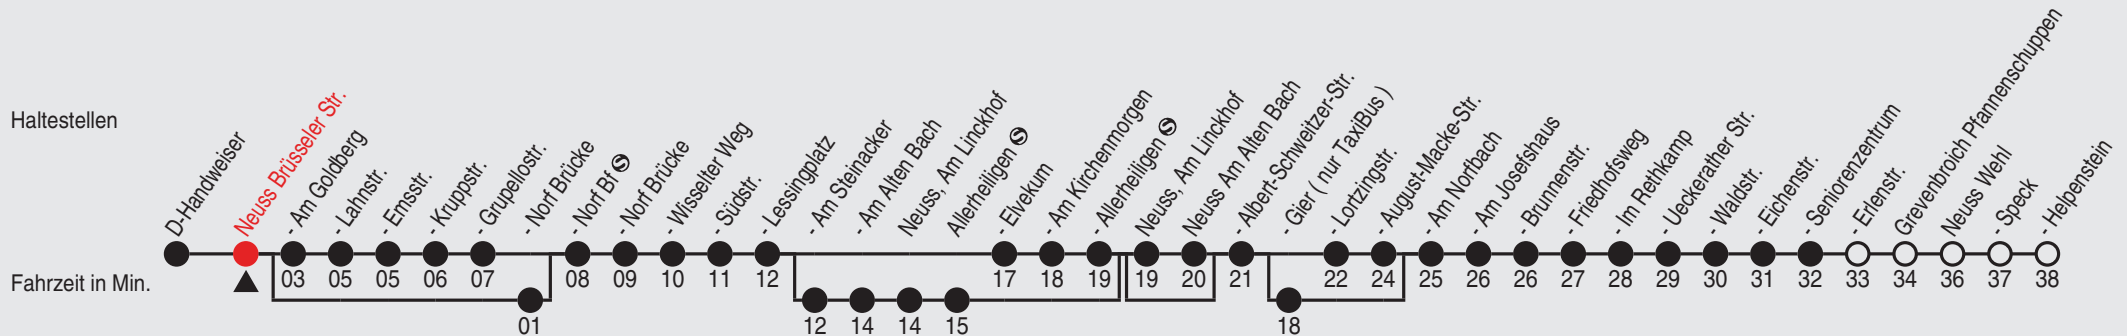 Haltestellen
D-Handweiser
Neuss Brüsseler Str.
- Am Goldberg
- Lahnstr.
- Emsstr.
- Kruppstr.
- Grupellostr.
- Norf Brücke
- Norf Bf S
- Norf Brücke
- Wisselter Weg
- Südstr.
- Lessingplatz
- Am Steinacker
- Am Alten Bach
Neuss, Am Linckhof
Allerheiligen S
- Elvekum
- Am Kirchenmorgen
- Allerheiligen S
Neuss, Am Linckhof
Neuss Am Alten Bach
- Albert-Schweitzer-Str.
- Gier ( nur TaxiBus )
- Lortzingstr.
- August-Macke-Str.
- Am Norfbach
- Am Josefshaus
- Brunnenstr.
- Friedhofsweg
- Im Rethkamp
- Ueckerather Str.
- Waldstr.
- Eichenstr.
- Seniorenzentrum
- Erlenstr.
Grevenbroich Pfannenschuppen
Neuss Wehl
- Speck
- Helpenstein
Fahrzeit in Min.
03 05 05 06 07 08 09 10 11 12 17 18 19 19 20 21 22 24 25 26 26 27 28 29 30 31 32 33 34 36 37 38
01 12 14 14 15 18